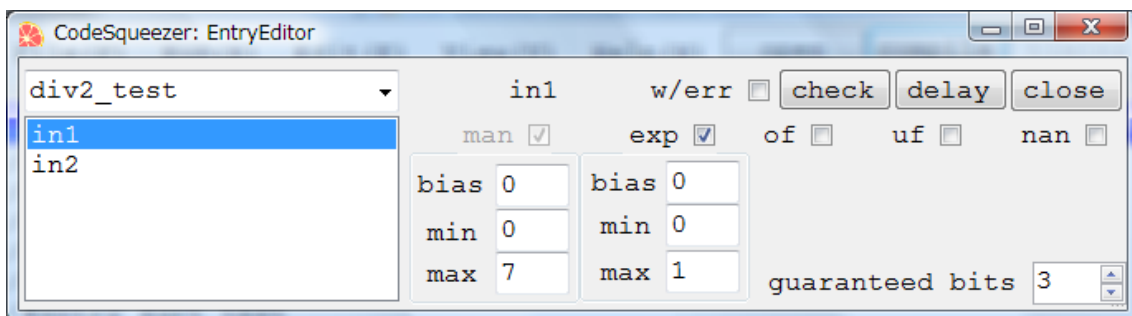 CodeSqueezer: EntryEditor
div2_test in1 w/err check delay close
in1 man exp of uf nan
in2
bias 0 bias 0
min 0 min 0
max 7 max 1
guaranteed bits 3